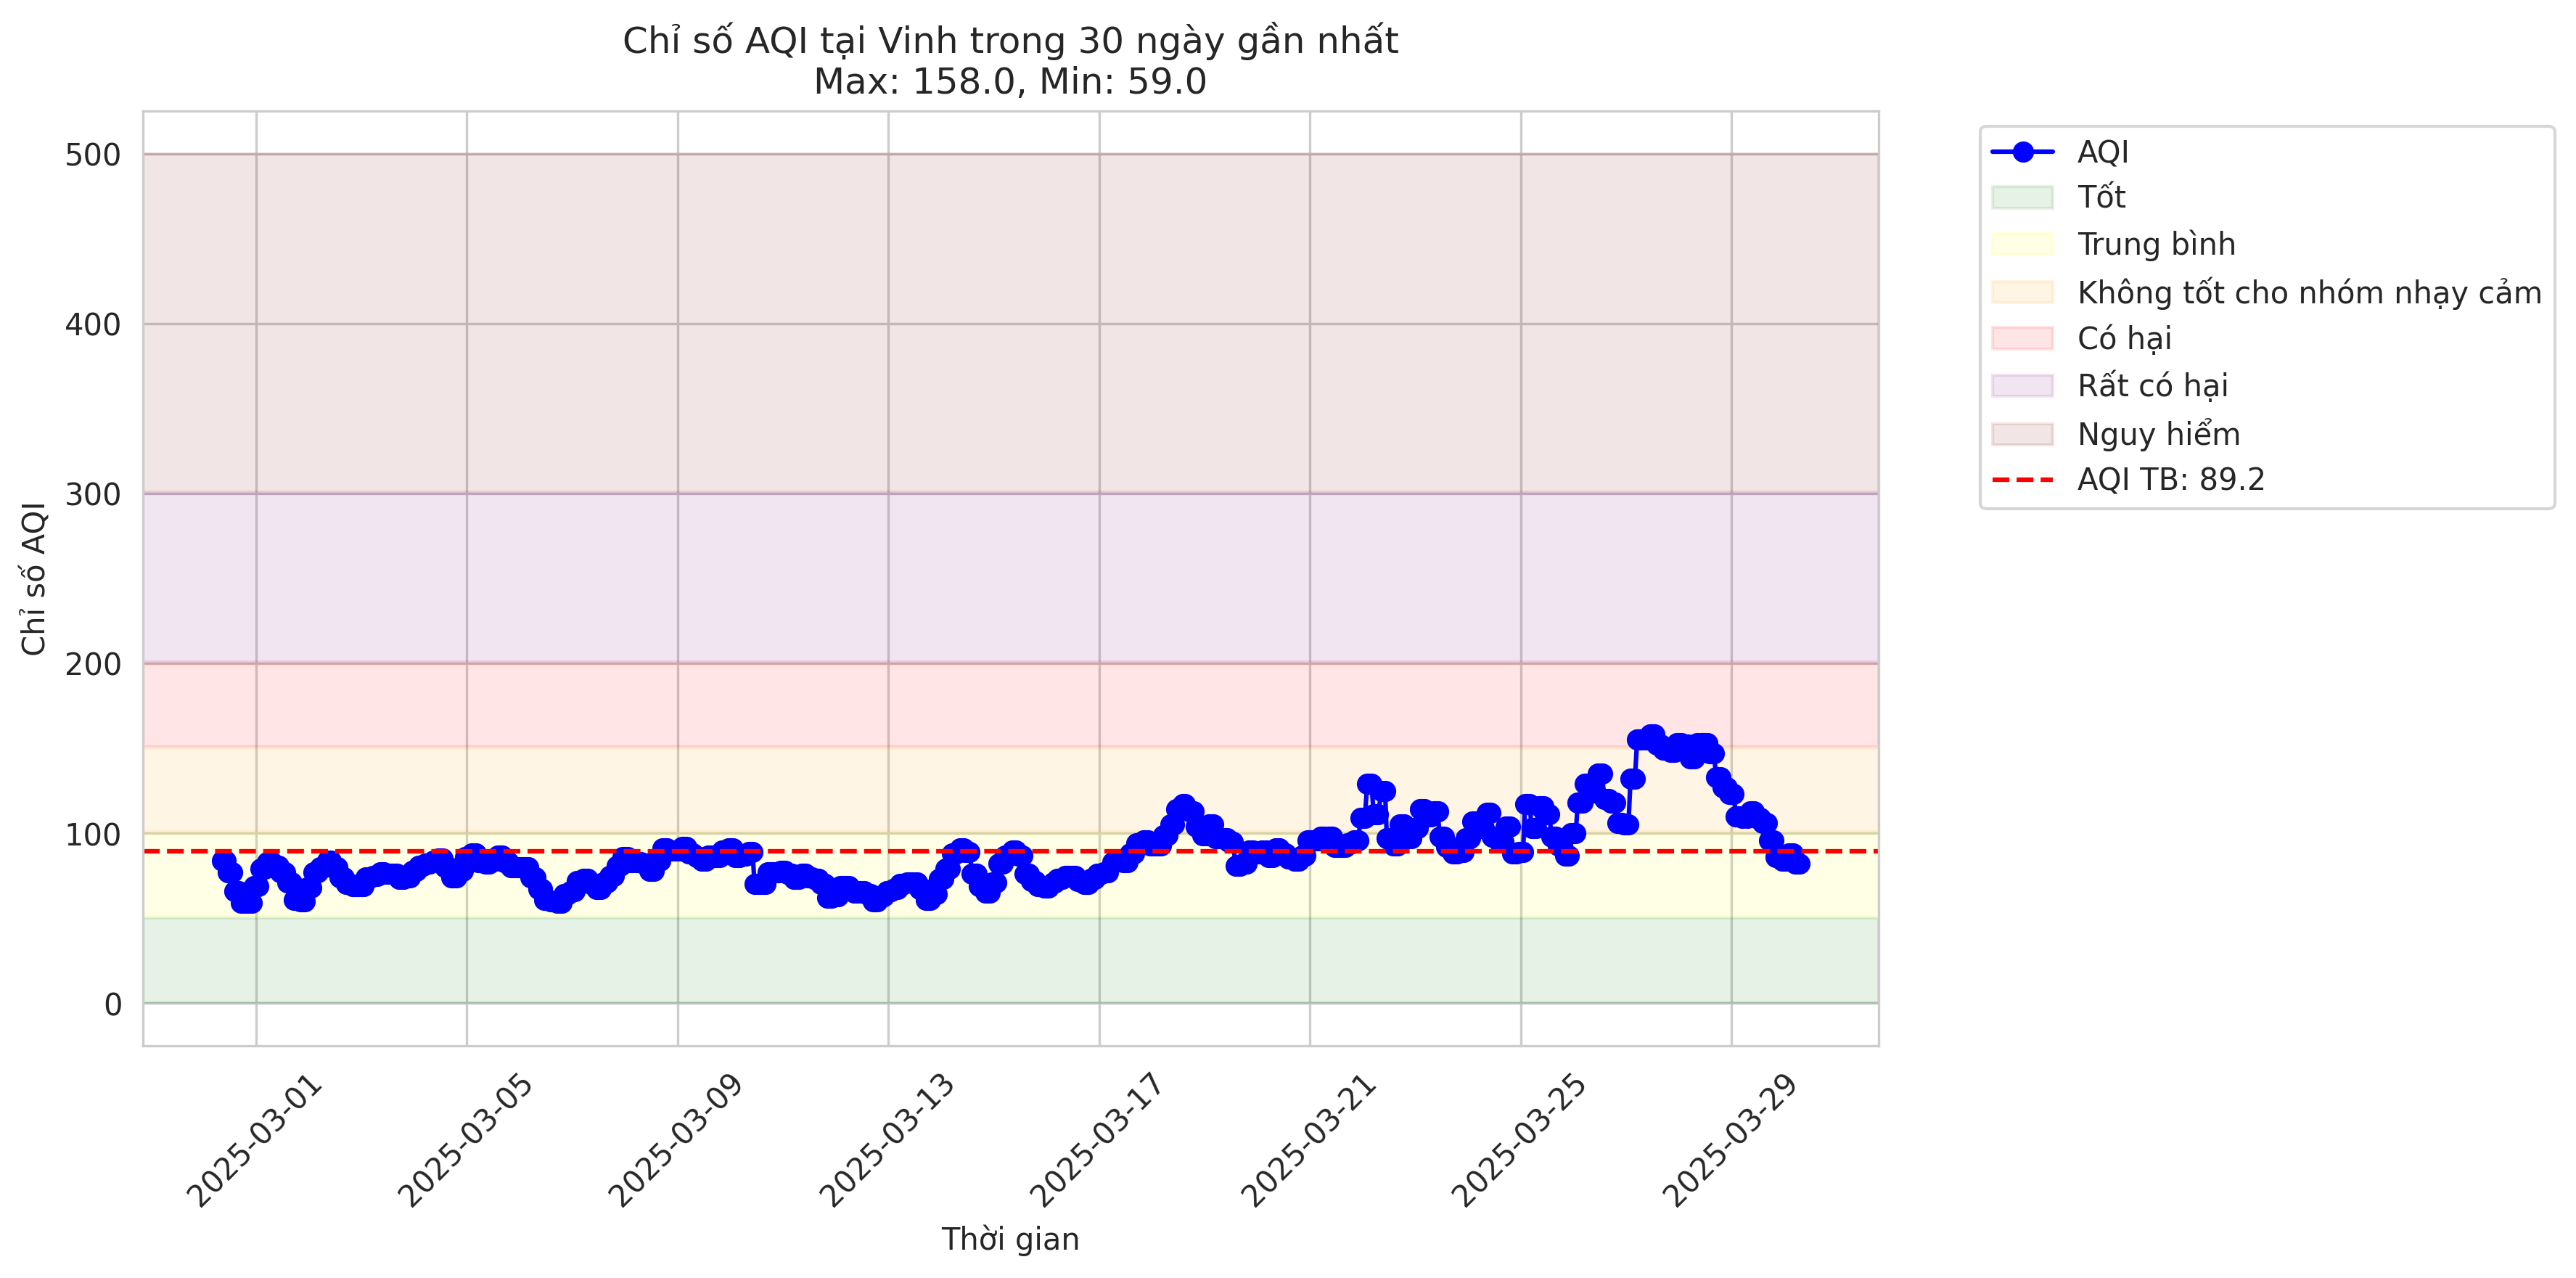 Chỉ số AQI tại Vinh trong 30 ngày gần nhất
Max: 158.0, Min: 59.0
Chỉ số AQI
500
400
300
200
100
0
2025-03-01
2025-03-05
2025-03-09
2025-03-13
2025-03-17
2025-03-21
2025-03-25
2025-03-29
Thời gian
AQI
Tốt
Trung bình
Không tốt cho nhóm nhạy cảm
Có hại
Rất có hại
Nguy hiểm
AQI TB: 89.2